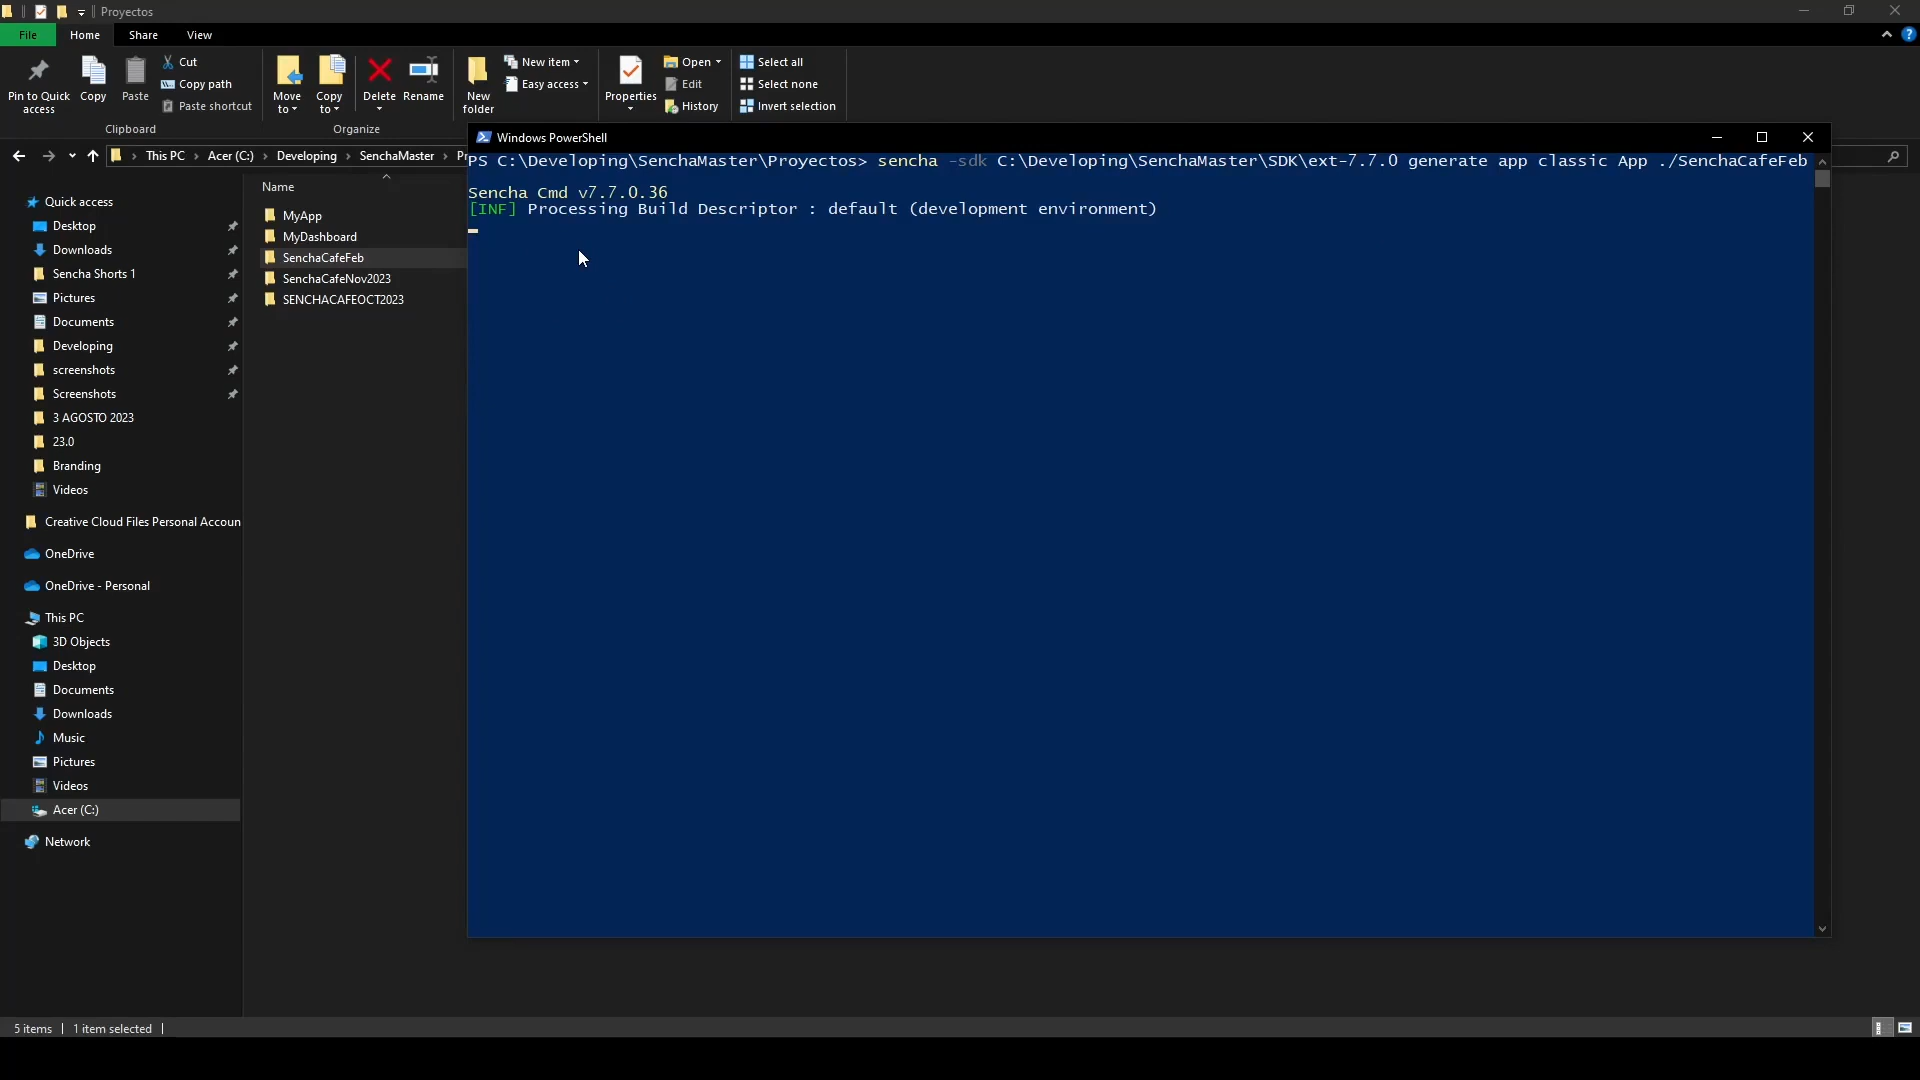 Proyectos
File Home Share View
Pin to Quick access
Copy
Paste
Cut
Copy path
Paste shortcut
Clipboard
Move to
Copy to
Delete
Rename
Organize
New folder
New item
Easy access
Properties
Open
Edit
History
Select all
Select none
Invert selection
This PC > Acer (C:) > Developing > SenchaMaster > Pr
Windows PowerShell
PS C:\Developing\SenchaMaster\Proyectos> sencha -sdk C:\Developing\SenchaMaster\SDK\ext-7.7.0 generate app classic App ./SenchaCafeFeb
Sencha Cmd v7.7.0.36
[INF] Processing Build Descriptor : default (development environment)
Name
MyApp
MyDashboard
SenchaCafeFeb
SenchaCafeNov2023
SENCHACAFEOCT2023
Quick access
Desktop
Downloads
Sencha Shorts 1
Pictures
Documents
Developing
screenshots
Screenshots
3 AGOSTO 2023
23.0
Branding
Videos
Creative Cloud Files Personal Accoun
OneDrive
OneDrive - Personal
This PC
3D Objects
Desktop
Documents
Downloads
Music
Pictures
Videos
Acer (C:)
Network
5 items
1 item selected